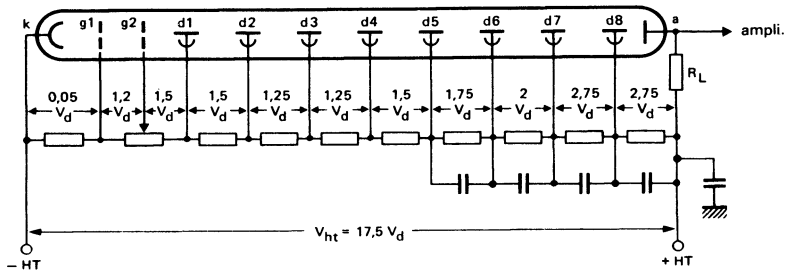 k g1 g2 d1 d2 d3 d4 d5 d6 d7 d8 a
ampli.
R_L
0,05 1,2 1,5 1,5 1,25 1,25 1,5 1,75 2 2,75 2,75
V_d V_d V_d V_d V_d V_d V_d V_d V_d V_d V_d
V_ht = 17,5 V_d
– HT + HT